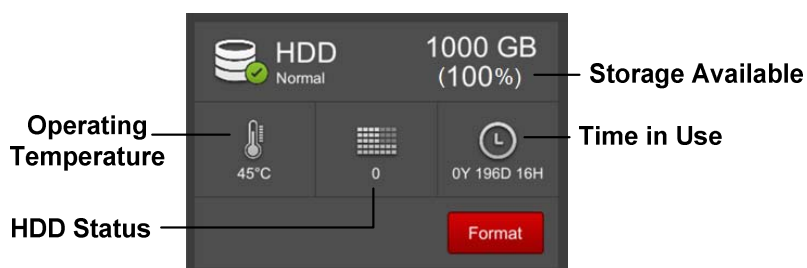 HDD
Normal
1000 GB
(100%)
Storage Available
Operating
Temperature
45°C
0
0Y 196D 16H
Time in Use
HDD Status
Format